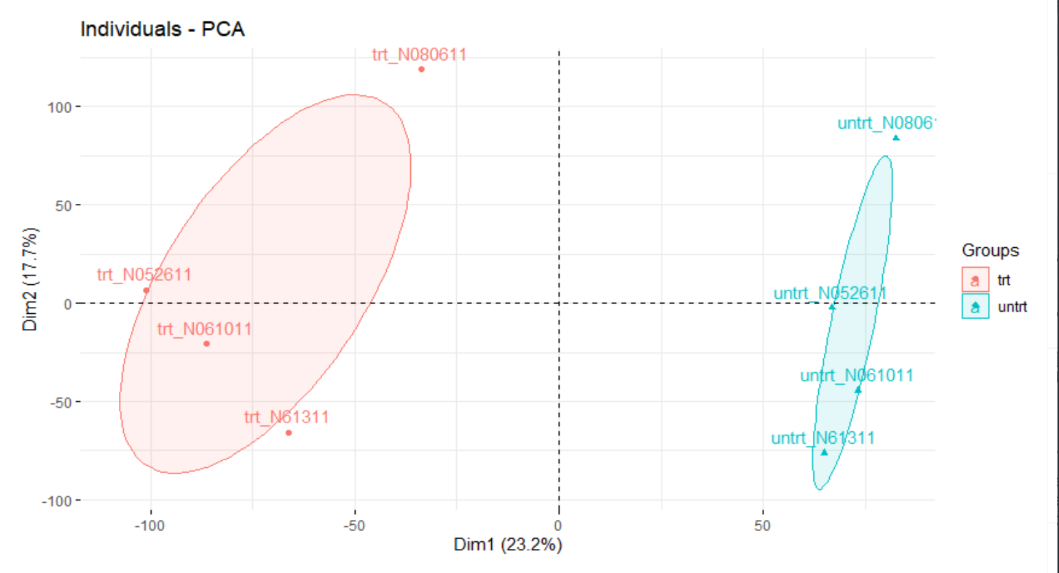 Individuals - PCA
trt_N080611
100
untrt_N0806
50
Groups
trt_N052611
trt
untrt_N052611
0
untrt
trt_N061011
Dim2 (17.7%)
untrt_N061011
-50
trt_N61311
untrt_N61311
-100
-100
-50
0
50
Dim1 (23.2%)